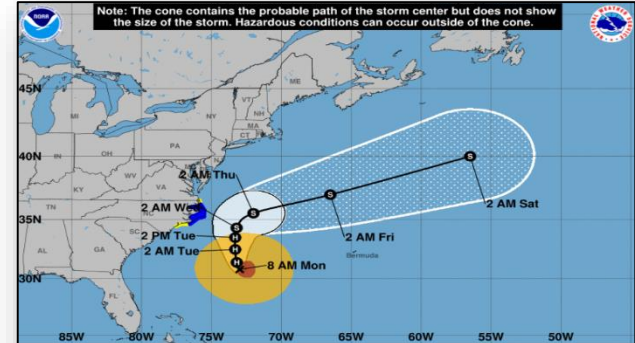 Note: The cone contains the probable path of the storm center but does not show
the size of the storm. Hazardous conditions can occur outside of the cone.
NOAA
ME
45N
VT
NH
MI
NY
MA
CT
PA
40N
IN
OH
WV
VA
2 AM Thu
S
KY
2 AM Wed
S
S
2 AM Sat
TN
NC
S
35N
2 PM Tue
H
SC
2 AM Fri
2 AM Tue
H
AL
GA
H
8 AM Mon
Bermuda
30N
FL
85W
80W
75W
70W
65W
60W
55W
50W